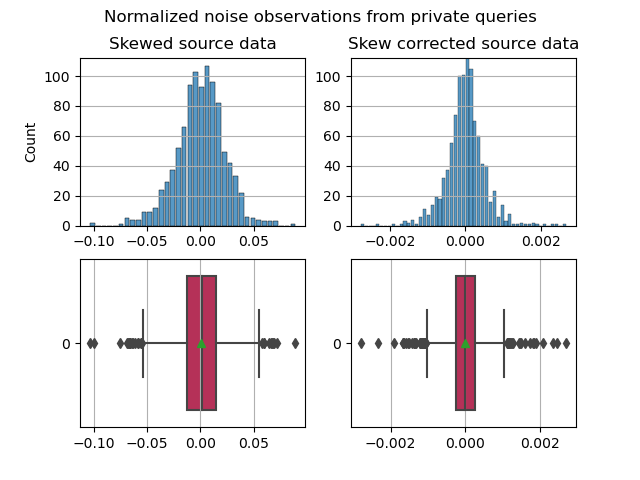 Normalized noise observations from private queries
Skewed source data
Skew corrected source data
Count
100
80
60
40
20
0
−0.10 −0.05 0.00 0.05
100
80
60
40
20
0
−0.002 0.000 0.002
0
−0.10 −0.05 0.00 0.05
0
−0.002 0.000 0.002